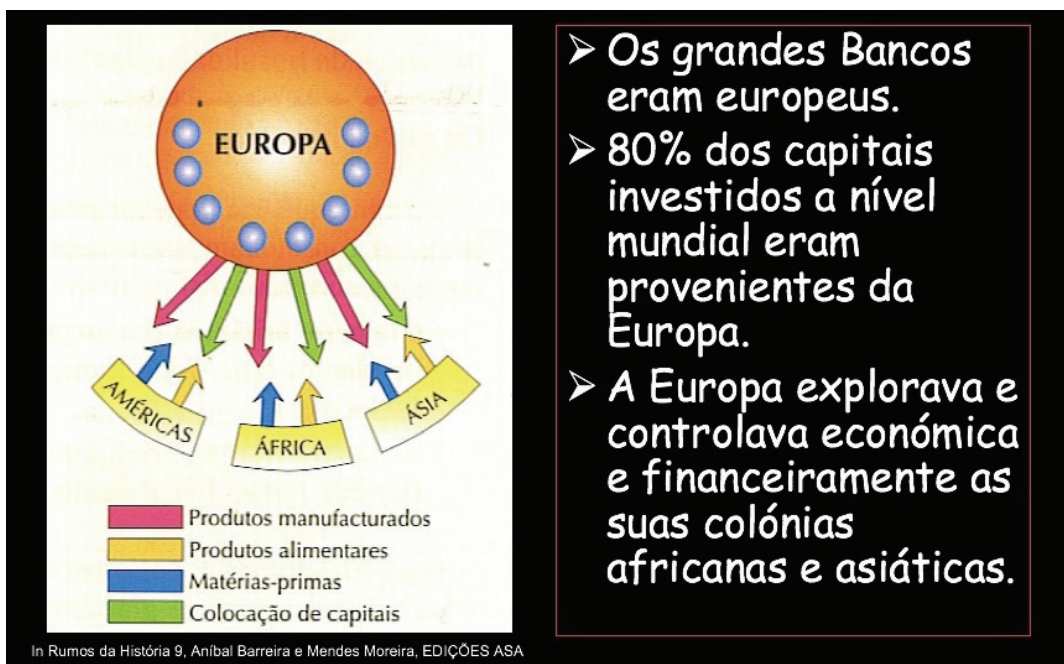 EUROPA
AMÉRICAS
ÁFRICA
ÁSIA
Produtos manufacturados
Produtos alimentares
Matérias-primas
Colocação de capitais
In Rumos da História 9, Aníbal Barreira e Mendes Moreira, EDIÇÕES ASA
➢ Os grandes Bancos
eram europeus.
➢ 80% dos capitais
investidos a nível
mundial eram
provenientes da
Europa.
➢ A Europa explorava e
controlava económica
e financeiramente as
suas colónias
africanas e asiáticas.